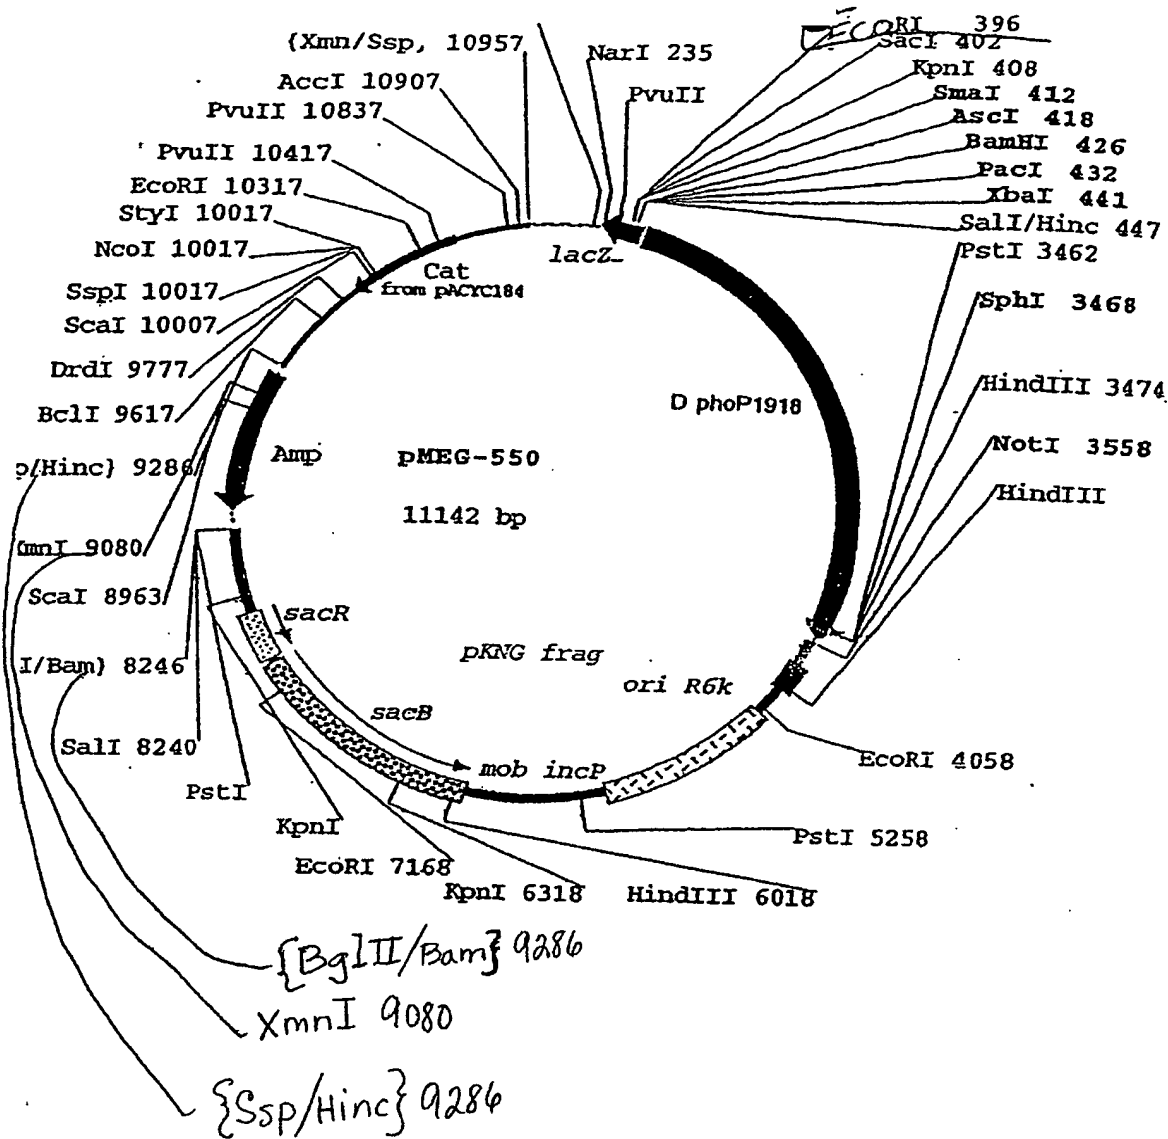 {Xmn/Ssp, 10957
AccI 10907
PvuII 10837
PvuII 10417
EcoRI 10317
StyI 10017
NcoI 10017
SspI 10017
ScaI 10007
DrdI 9777
BclI 9617
p/Hinc} 9286
mnI 9080
ScaI 8963
I/Bam} 8246
SalI 8240
PstI
KpnI
EcoRI 7168
KpnI 6318
HindIII 6018
PstI 5258
EcoRI 4058
NarI 235
PvuII
EcoRI 396
SacI 402
KpnI 408
SmaI 412
AscI 418
BamHI 426
PacI 432
XbaI 441
SalI/Hinc 447
PstI 3462
SphI 3468
HindIII 3474
NotI 3558
HindIII
lacZ
Cat
from pACYC184
D phoP1918
Amp
pMEG-550
11142 bp
sacR
pKNG frag
ori R6k
sacB
mob incP
{BglII/Bam} 9286
XmnI 9080
{Ssp/Hinc} 9286